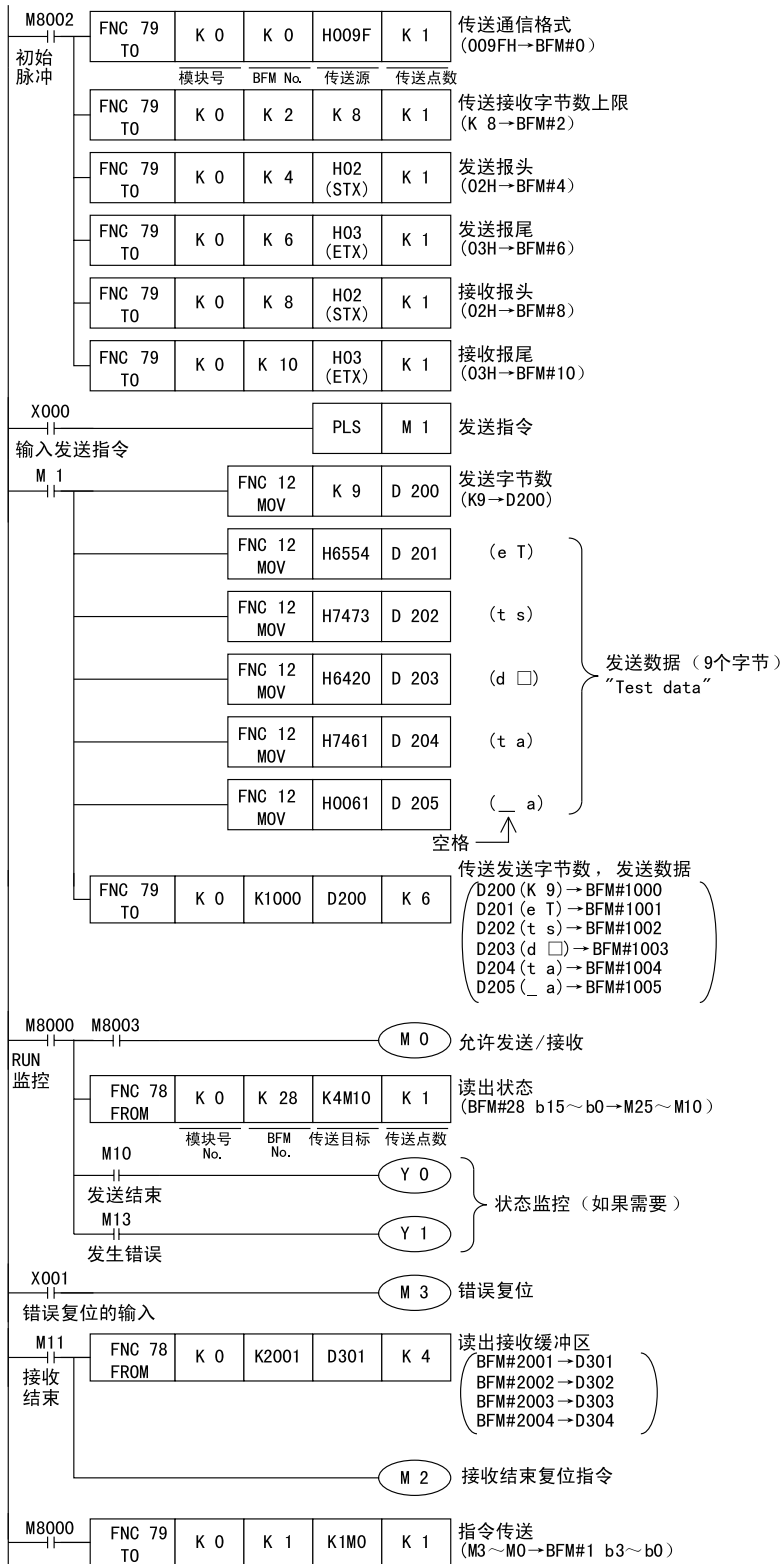 M8002
初始
脉冲
FNC 79 TO K 0 K 0 H009F K 1
传送通信格式
(009FH→BFM#0)
模块号 BFM No. 传送源 传送点数
FNC 79 TO K 0 K 2 K 8 K 1
传送接收字节数上限
(K 8→BFM#2)
FNC 79 TO K 0 K 4 H02 (STX) K 1
发送报头
(02H→BFM#4)
FNC 79 TO K 0 K 6 H03 (ETX) K 1
发送报尾
(03H→BFM#6)
FNC 79 TO K 0 K 8 H02 (STX) K 1
接收报头
(02H→BFM#8)
FNC 79 TO K 0 K 10 H03 (ETX) K 1
接收报尾
(03H→BFM#10)
X000
输入发送指令
PLS M 1 发送指令
M 1
FNC 12 MOV K 9 D 200
发送字节数
(K9→D200)
FNC 12 MOV H6554 D 201 (e T)
FNC 12 MOV H7473 D 202 (t s)
FNC 12 MOV H6420 D 203 (d □)
发送数据（9个字节）
"Test data"
FNC 12 MOV H7461 D 204 (t a)
FNC 12 MOV H0061 D 205 (_ a)
空格
FNC 79 TO K 0 K1000 D200 K 6
传送发送字节数，发送数据
D200(K 9)→BFM#1000
D201(e T)→BFM#1001
D202(t s)→BFM#1002
D203(d □)→BFM#1003
D204(t a)→BFM#1004
D205(_ a)→BFM#1005
M8000 M8003
RUN
监控
M 0 允许发送/接收
FNC 78 FROM K 0 K 28 K4M10 K 1
读出状态
(BFM#28 b15～b0→M25～M10)
模块号 No. BFM No. 传送目标 传送点数
M10
发送结束
Y 0
状态监控（如果需要）
M13
发生错误
Y 1
X001
错误复位的输入
M 3 错误复位
M11
接收
结束
FNC 78 FROM K 0 K2001 D301 K 4
读出接收缓冲区
BFM#2001→D301
BFM#2002→D302
BFM#2003→D303
BFM#2004→D304
M 2 接收结束复位指令
M8000
FNC 79 TO K 0 K 1 K1M0 K 1
指令传送
(M3～M0→BFM#1 b3～b0)